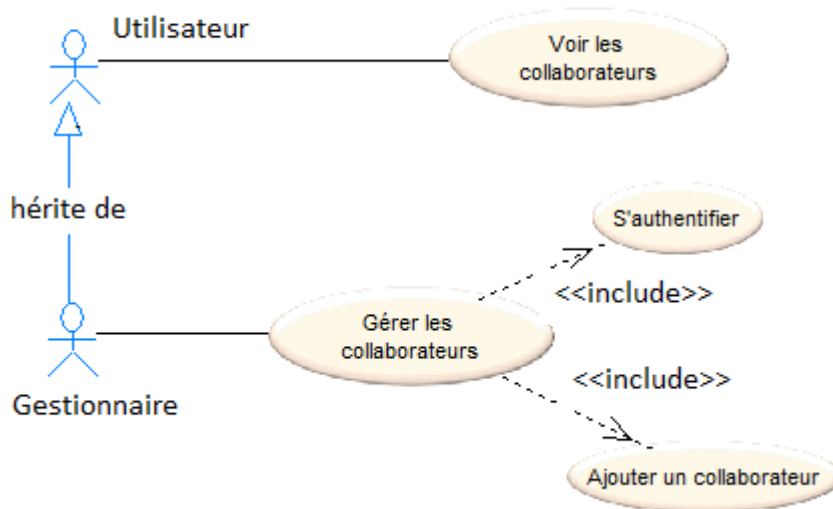 Utilisateur
Voir les
collaborateurs
hérite de
S'authentifier
<<include>>
Gérer les
collaborateurs
<<include>>
Gestionnaire
Ajouter un collaborateur